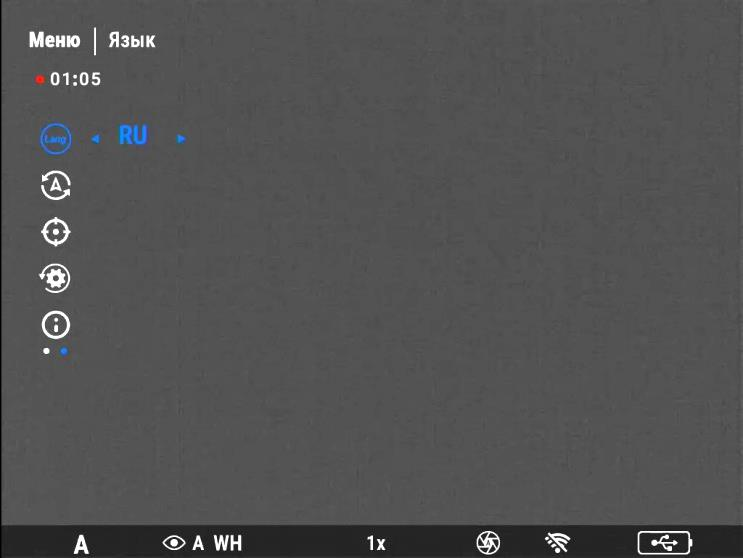 Меню | Язык
01:05
Lang RU
A
A A WH 1x